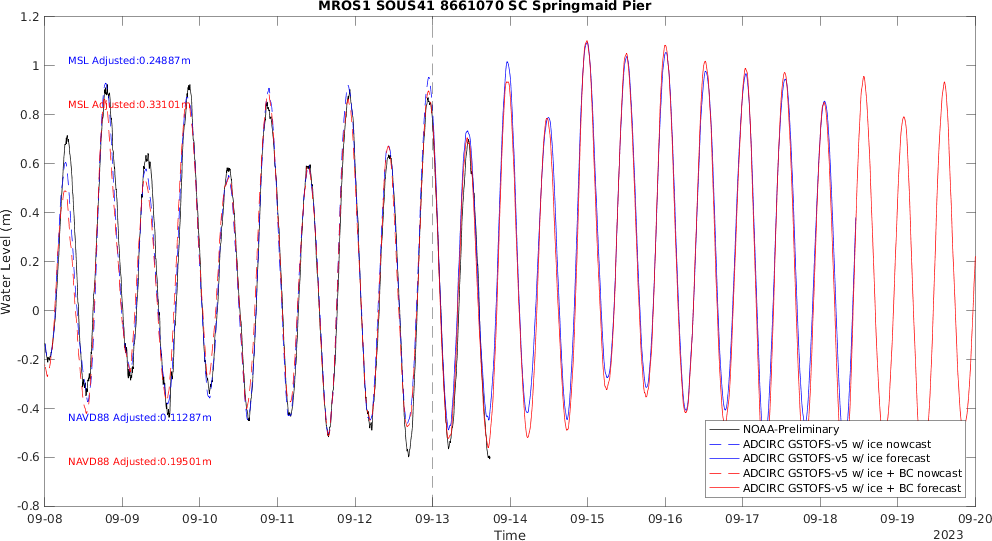 MROS1 SOUS41 8661070 SC Springmaid Pier
1.2
1
0.8
0.6
0.4
0.2
0
-0.2
-0.4
-0.6
-0.8
Water Level (m)
MSL Adjusted:0.24887m
MSL Adjusted:0.33101m
NAVD88 Adjusted:0.11287m
NAVD88 Adjusted:0.19501m
NOAA-Preliminary
ADCIRC GSTOFS-v5 w/ ice nowcast
ADCIRC GSTOFS-v5 w/ ice forecast
ADCIRC GSTOFS-v5 w/ ice + BC nowcast
ADCIRC GSTOFS-v5 w/ ice + BC forecast
09-08 09-09 09-10 09-11 09-12 09-13 09-14 09-15 09-16 09-17 09-18 09-19 09-20
Time
2023